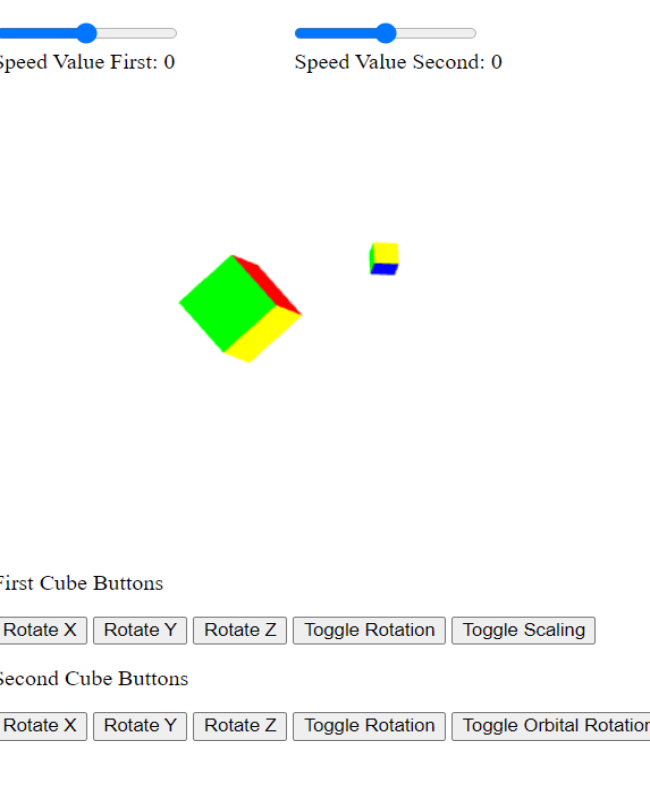 Speed Value First: 0 Speed Value Second: 0
First Cube Buttons
Rotate X Rotate Y Rotate Z Toggle Rotation Toggle Scaling
Second Cube Buttons
Rotate X Rotate Y Rotate Z Toggle Rotation Toggle Orbital Rotation